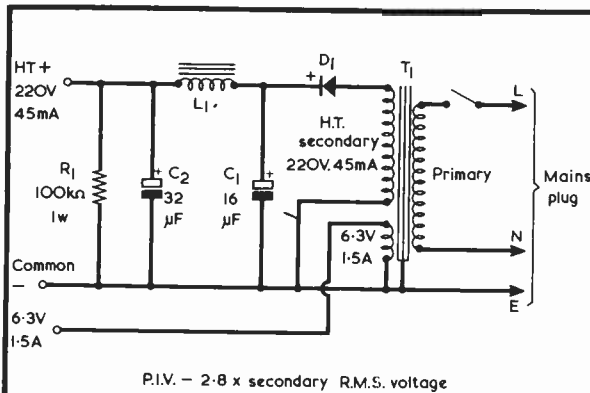 HT+
220V
45mA
R1
100kΩ
1w
C2
32
μF
L1
C1
16
μF
D1
+
+
+
H.T.
secondary
220V. 45mA
T1
Primary
L
Mains
plug
N
E
6·3V
1·5A
Common
–
6·3V
1·5A
P.I.V. – 2·8 x secondary R.M.S. voltage